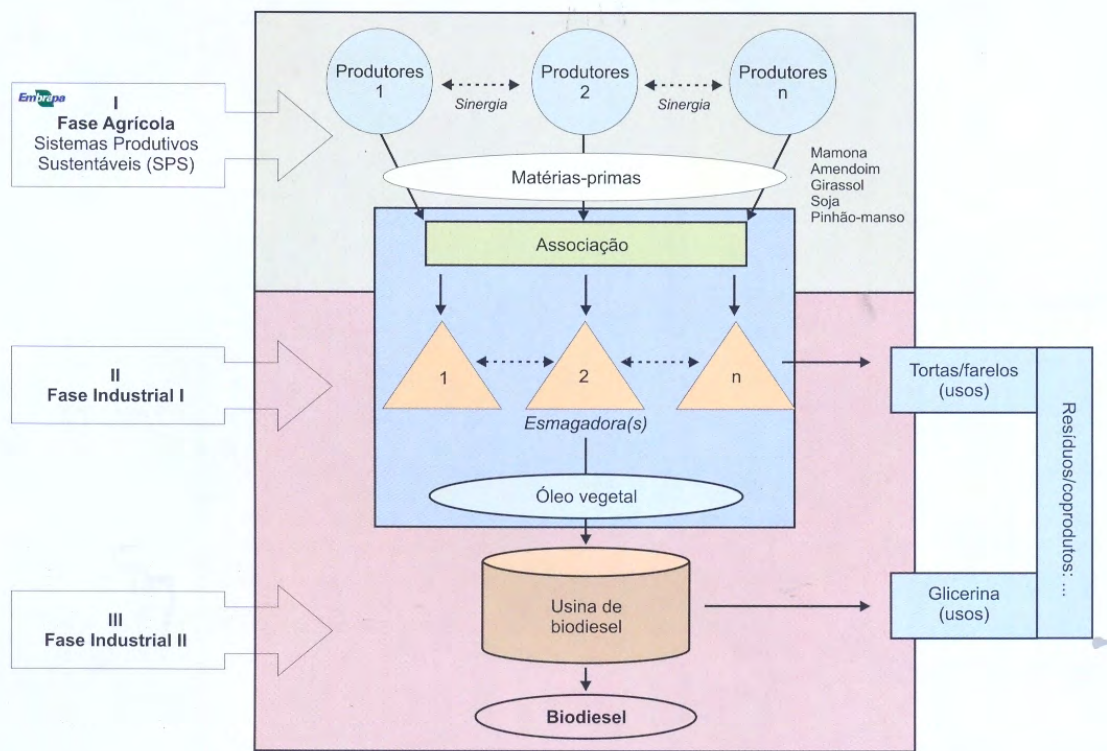 Produtores
1
Sinergia
Produtores
2
Sinergia
Produtores
n
Embrapa
I
Fase Agrícola
Sistemas Produtivos
Sustentáveis (SPS)
Matérias-primas
Mamona
Amendoim
Girassol
Soja
Pinhão-manso
Associação
II
Fase Industrial I
1
2
n
Esmagadora(s)
Tortas/farelos
(usos)
Resíduos/coprodutos: ...
Óleo vegetal
III
Fase Industrial II
Usina de
biodiesel
Glicerina
(usos)
Biodiesel